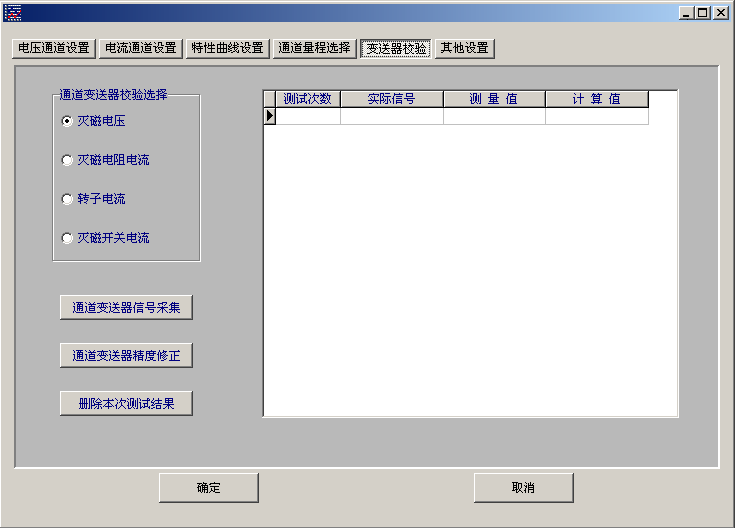 电压通道设置 电流通道设置 特性曲线设置 通道量程选择 变送器校验 其他设置
通道变送器校验选择
灭磁电压
灭磁电阻电流
转子电流
灭磁开关电流
通道变送器信号采集
通道变送器精度修正
删除本次测试结果
测试次数 实际信号 测 量 值 计 算 值
确定 取消